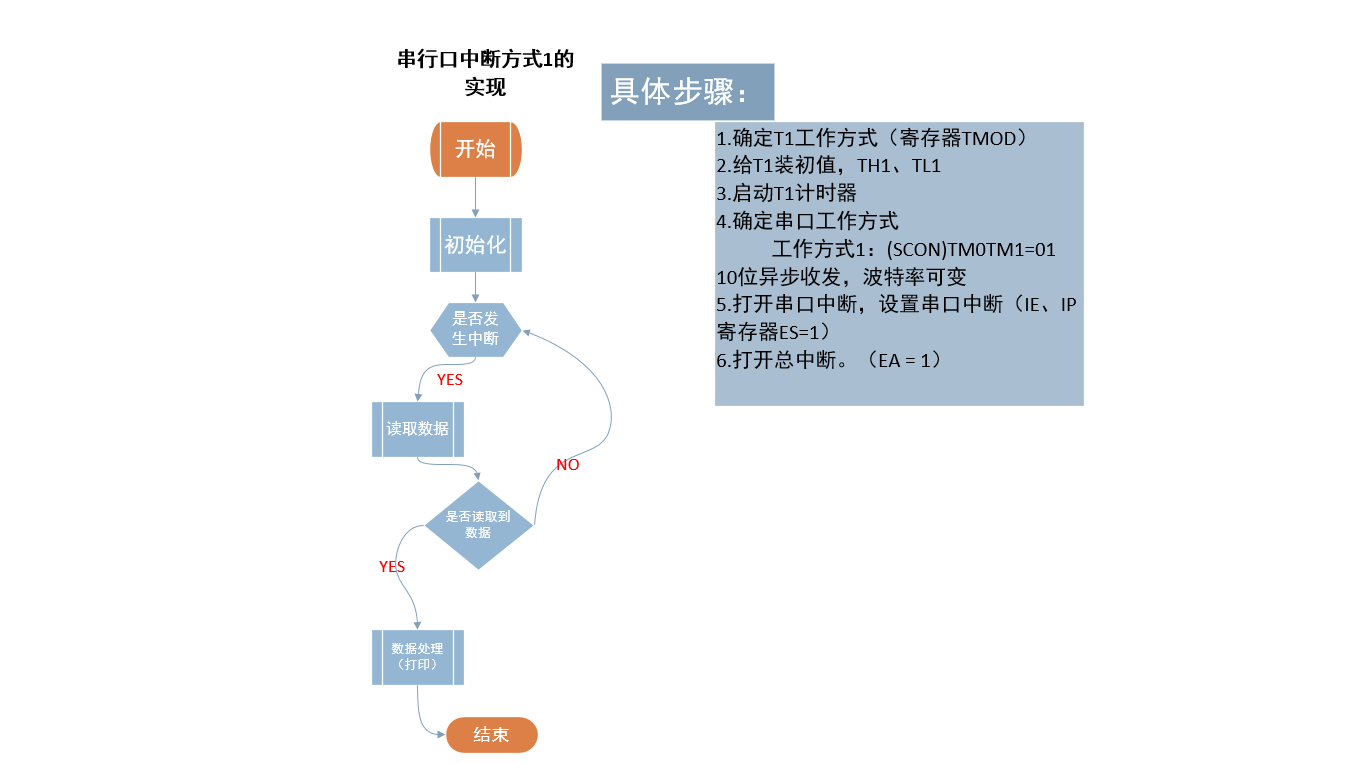 串行口中断方式1的
实现
开始
初始化
是否发
生中断
YES
读取数据
NO
是否读取到
数据
YES
数据处理
（打印）
结束
具体步骤：
1.确定T1工作方式（寄存器TMOD）
2.给T1装初值，TH1、TL1
3.启动T1计时器
4.确定串口工作方式
工作方式1：(SCON)TM0TM1=01
10位异步收发，波特率可变
5.打开串口中断，设置串口中断（IE、IP
寄存器ES=1）
6.打开总中断。（EA = 1）